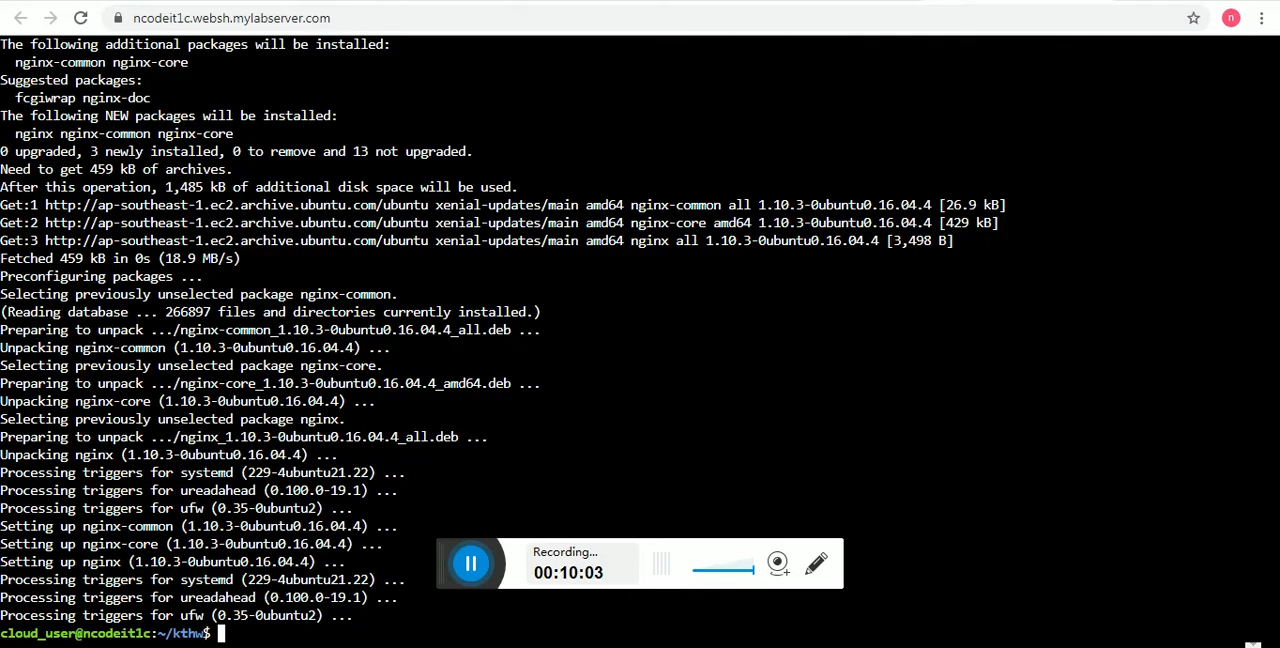 ncodeit1c.websh.mylabserver.com
n
The following additional packages will be installed:
nginx-common nginx-core
Suggested packages:
fcgiwrap nginx-doc
The following NEW packages will be installed:
nginx nginx-common nginx-core
0 upgraded, 3 newly installed, 0 to remove and 13 not upgraded.
Need to get 459 kB of archives.
After this operation, 1,485 kB of additional disk space will be used.
Get:1 http://ap-southeast-1.ec2.archive.ubuntu.com/ubuntu xenial-updates/main amd64 nginx-common all 1.10.3-0ubuntu0.16.04.4 [26.9 kB]
Get:2 http://ap-southeast-1.ec2.archive.ubuntu.com/ubuntu xenial-updates/main amd64 nginx-core amd64 1.10.3-0ubuntu0.16.04.4 [429 kB]
Get:3 http://ap-southeast-1.ec2.archive.ubuntu.com/ubuntu xenial-updates/main amd64 nginx all 1.10.3-0ubuntu0.16.04.4 [3,498 B]
Fetched 459 kB in 0s (18.9 MB/s)
Preconfiguring packages ...
Selecting previously unselected package nginx-common.
(Reading database ... 266897 files and directories currently installed.)
Preparing to unpack .../nginx-common_1.10.3-0ubuntu0.16.04.4_all.deb ...
Unpacking nginx-common (1.10.3-0ubuntu0.16.04.4) ...
Selecting previously unselected package nginx-core.
Preparing to unpack .../nginx-core_1.10.3-0ubuntu0.16.04.4_amd64.deb ...
Unpacking nginx-core (1.10.3-0ubuntu0.16.04.4) ...
Selecting previously unselected package nginx.
Preparing to unpack .../nginx_1.10.3-0ubuntu0.16.04.4_all.deb ...
Unpacking nginx (1.10.3-0ubuntu0.16.04.4) ...
Processing triggers for systemd (229-4ubuntu21.22) ...
Processing triggers for ureadahead (0.100.0-19.1) ...
Processing triggers for ufw (0.35-0ubuntu2) ...
Setting up nginx-common (1.10.3-0ubuntu0.16.04.4) ...
Setting up nginx-core (1.10.3-0ubuntu0.16.04.4) ...
Setting up nginx (1.10.3-0ubuntu0.16.04.4) ...
Processing triggers for systemd (229-4ubuntu21.22) ...
Processing triggers for ureadahead (0.100.0-19.1) ...
Processing triggers for ufw (0.35-0ubuntu2) ...
cloud_user@ncodeit1c:~/kthw$
Recording...
00:10:03